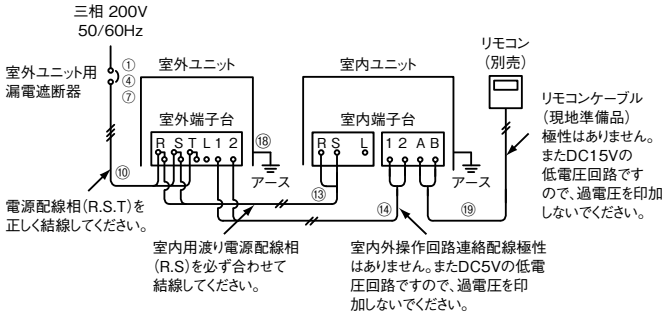 三相 200V
50/60Hz
室外ユニット用
漏電遮断器
①
④
⑦
室外ユニット
室内ユニット
リモコン
(別売)
室外端子台
室内端子台
R S T L 1 2
R S L
1 2 A B
⑱
アース
アース
⑩
⑬
⑭
⑲
リモコンケーブル
(現地準備品)
極性はありません。
またDC15Vの
低電圧回路です
ので、過電圧を印加
しないでください。
電源配線相(R.S.T)を
正しく結線してください。
室内用渡り電源配線相
(R.S)を必ず合わせて
結線してください。
室内外操作回路連絡配線極性
はありません。またDC5Vの低電
圧回路ですので、過電圧を印
加しないでください。